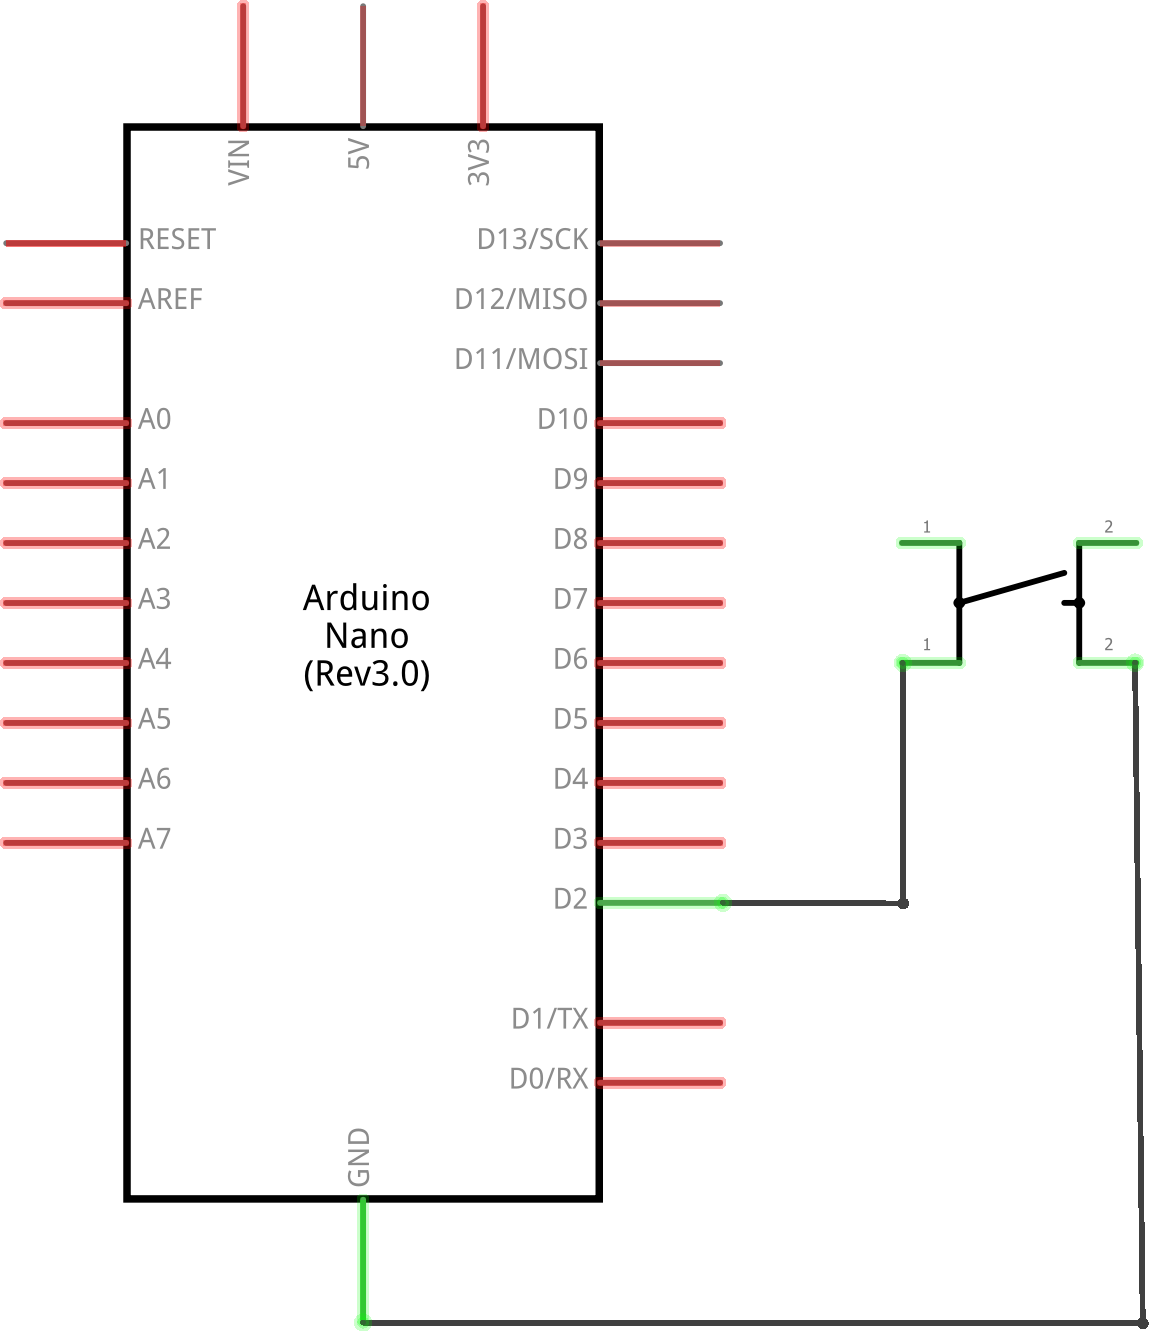 VIN
5V
3V3
RESET
AREF
A0
A1
A2
A3
A4
A5
A6
A7
Arduino
Nano
(Rev3.0)
D13/SCK
D12/MISO
D11/MOSI
D10
D9
D8
D7
D6
D5
D4
D3
D2
D1/TX
D0/RX
GND
1
2
1
2